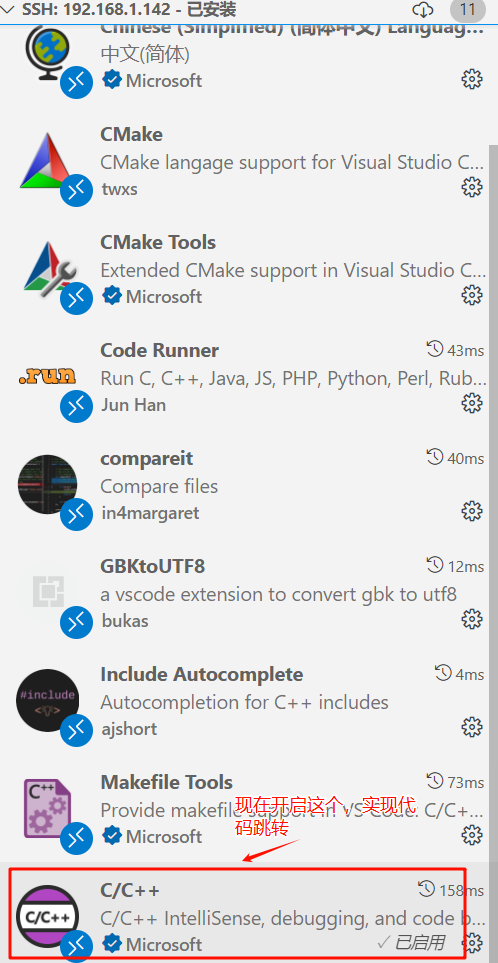 SSH: 192.168.1.142 - 已安装
11
Chinese (Simplified) (简体中文) Languag...
中文(简体)
Microsoft
CMake
CMake langage support for Visual Studio C...
twxs
CMake Tools
Extended CMake support in Visual Studio C...
Microsoft
.run
Code Runner
43ms
Run C, C++, Java, JS, PHP, Python, Perl, Rub...
Jun Han
compareit
40ms
Compare files
in4margaret
GBKtoUTF8
12ms
a vscode extension to convert gbk to utf8
bukas
#include
Include Autocomplete
4ms
Autocompletion for C++ includes
ajshort
C++
Makefile Tools
73ms
Provide makefile support in VS Code: C/C+...
Microsoft
现在开启这个，实现代
码跳转
C/C++
C/C++
158ms
C/C++ IntelliSense, debugging, and code b...
Microsoft
已启用